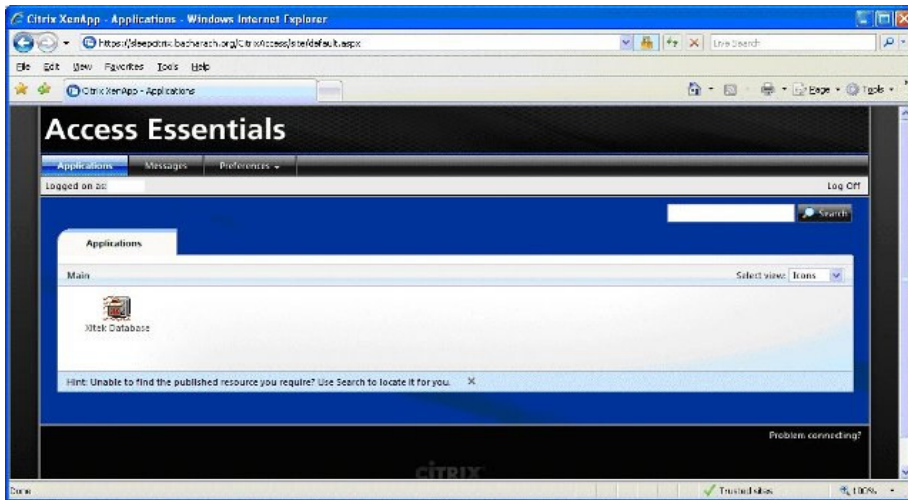 Citrix XenApp - Applications - Windows Internet Explorer
Live Search
File Edit View Favorites Tools Help
Citrix XenApp - Applications
Page Tools
Access Essentials
Applications Messages Preferences
Logged on as: Log Off
Search
Applications
Main Select view: Icons
Xltek Database
Hint: Unable to find the published resource you require? Use Search to locate it for you. X
Problem connecting?
CITRIX
Done Trusted sites 100%